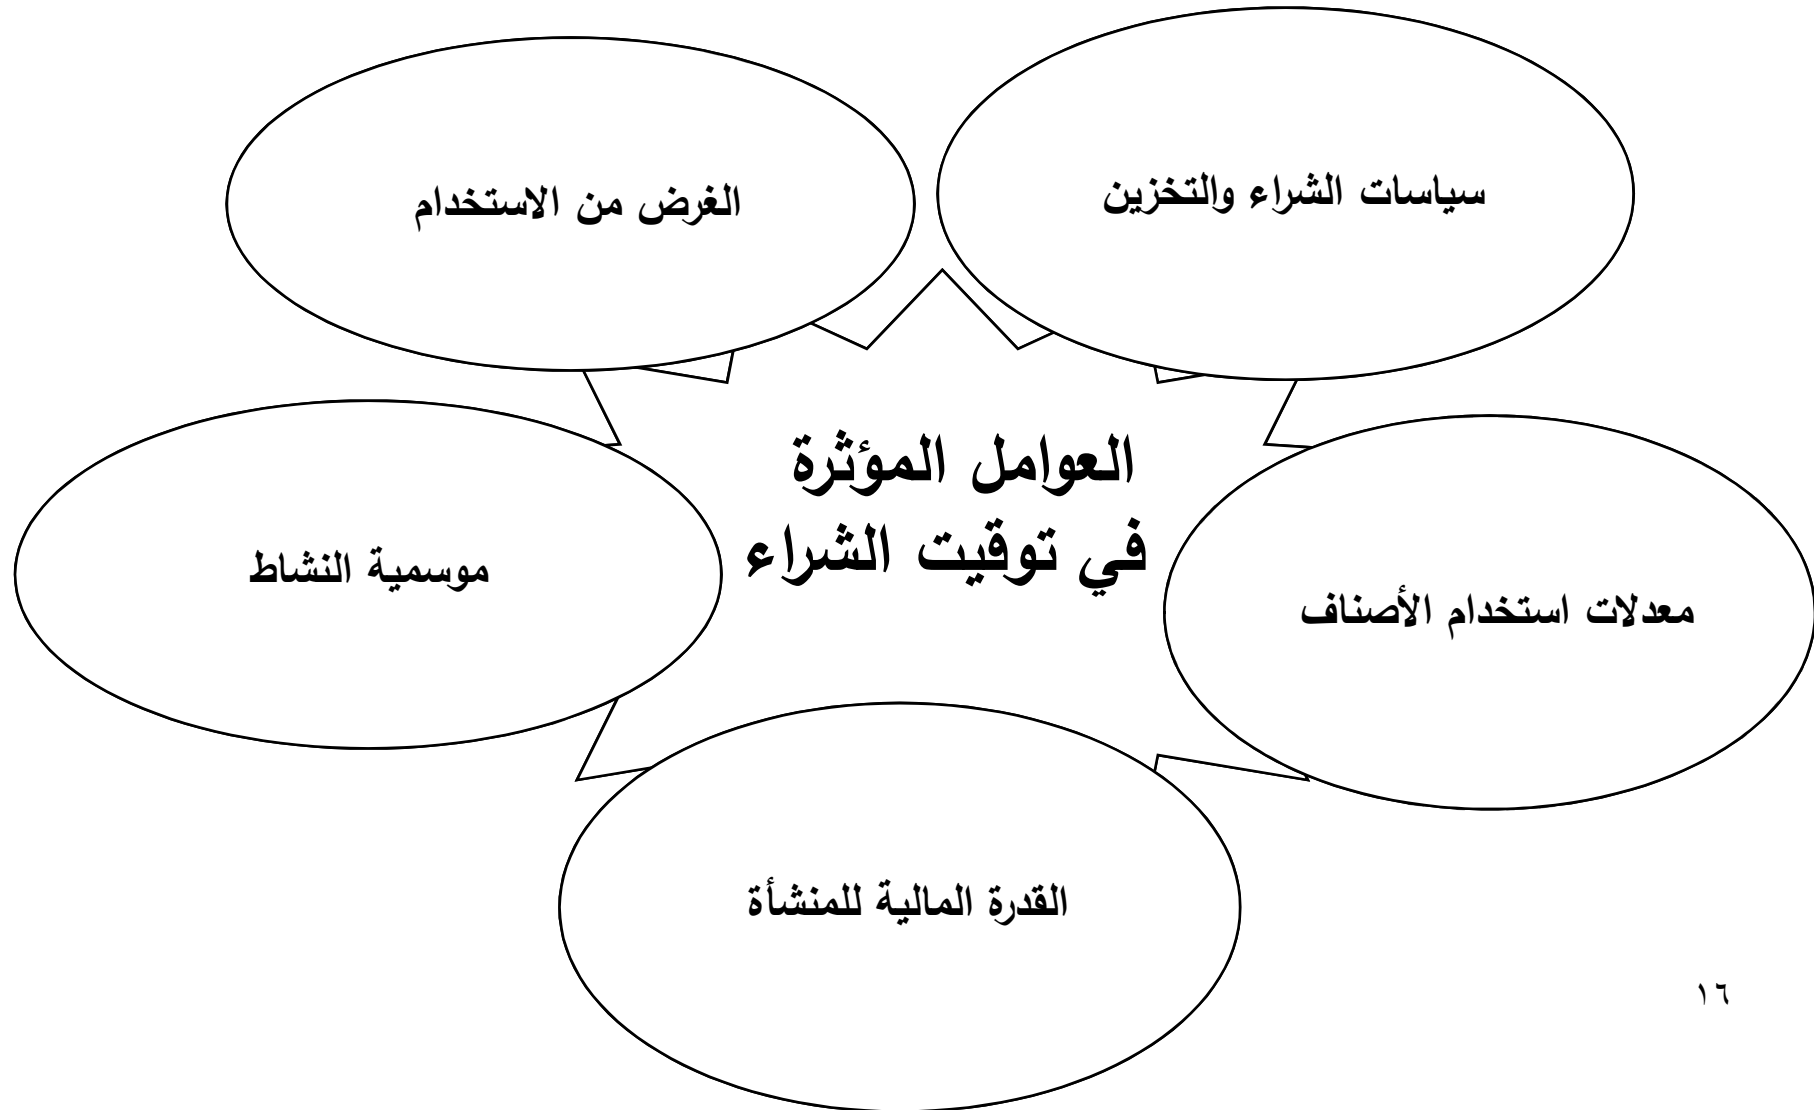 سياسات الشراء والتخزين
الغرض من الاستخدام
العوامل المؤثرة
في توقيت الشراء
معدلات استخدام الأصناف
موسمية النشاط
القدرة المالية للمنشأة
١٦